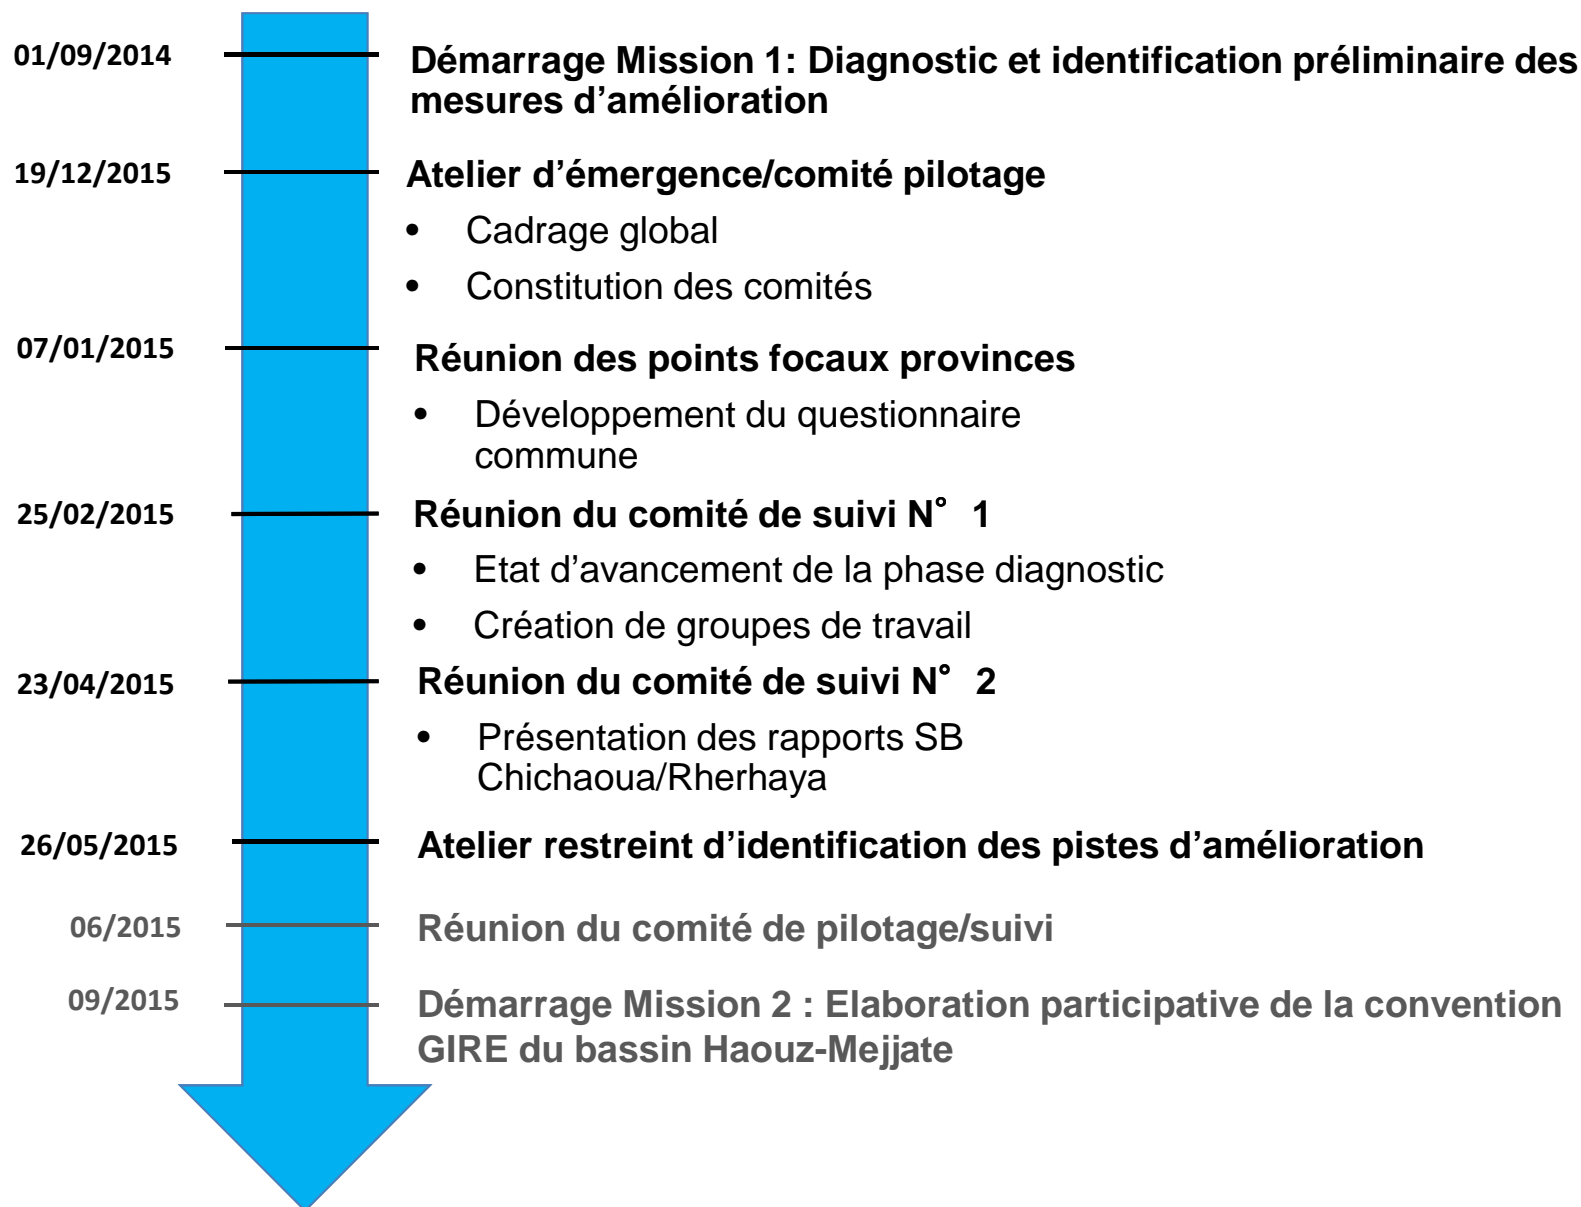 01/09/2014
Démarrage Mission 1: Diagnostic et identification préliminaire des
mesures d’amélioration
19/12/2015
Atelier d’émergence/comité pilotage
• Cadrage global
• Constitution des comités
07/01/2015
Réunion des points focaux provinces
• Développement du questionnaire
commune
25/02/2015
Réunion du comité de suivi N° 1
• Etat d’avancement de la phase diagnostic
• Création de groupes de travail
23/04/2015
Réunion du comité de suivi N° 2
• Présentation des rapports SB
Chichaoua/Rherhaya
26/05/2015
Atelier restreint d’identification des pistes d’amélioration
06/2015
Réunion du comité de pilotage/suivi
09/2015
Démarrage Mission 2 : Elaboration participative de la convention
GIRE du bassin Haouz-Mejjate